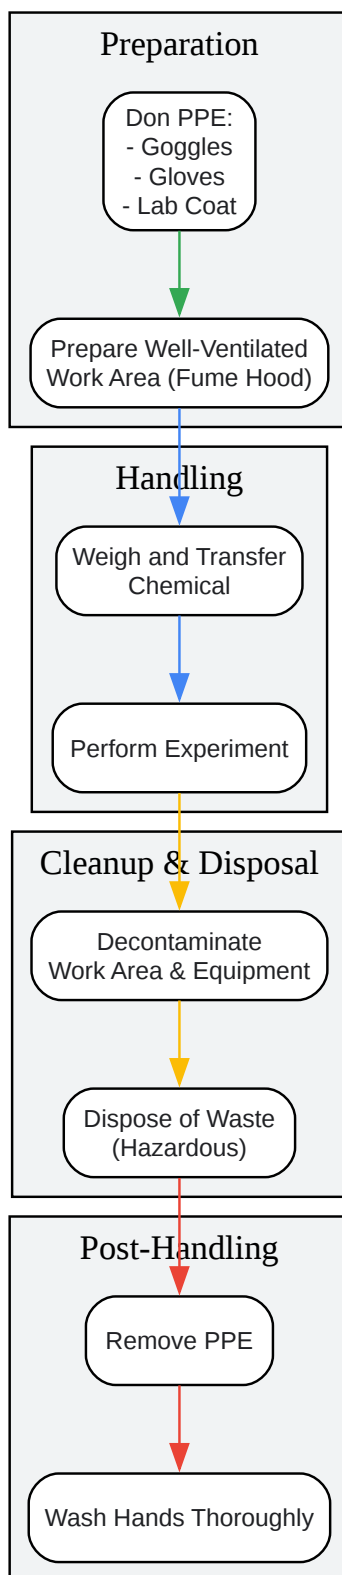 Preparation
Don PPE:
- Goggles
- Gloves
- Lab Coat
Prepare Well-Ventilated
Work Area (Fume Hood)
Handling
Weigh and Transfer
Chemical
Perform Experiment
Cleanup & Disposal
Decontaminate
Work Area & Equipment
Dispose of Waste
(Hazardous)
Post-Handling
Remove PPE
Wash Hands Thoroughly